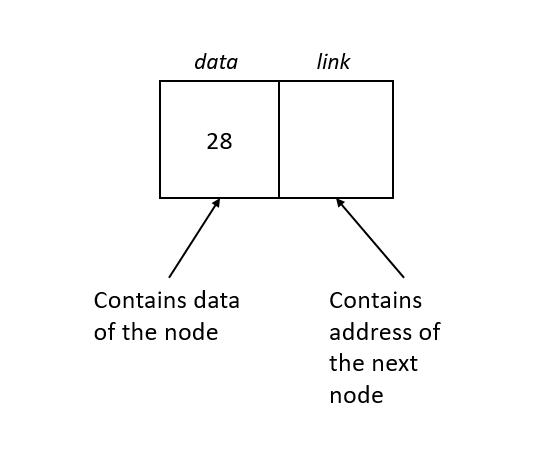 data
link
28
Contains data
of the node
Contains
address of
the next
node